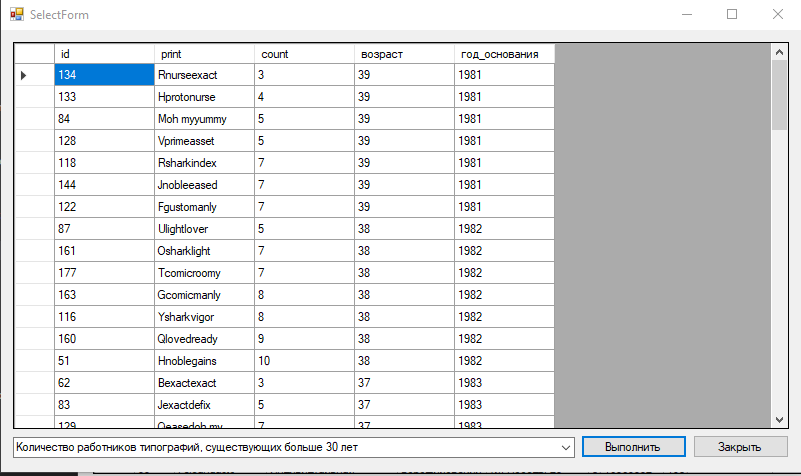 SelectForm
id print count возраст год_основания
134 Rnurseexact 3 39 1981
133 Hprotonurse 4 39 1981
84 Moh myyummy 5 39 1981
128 Vprimeasset 5 39 1981
118 Rsharkindex 7 39 1981
144 Jnobleeased 7 39 1981
122 Fgustomanly 7 39 1981
87 Ulightlover 5 38 1982
161 Osharklight 7 38 1982
177 Tcomicroomy 7 38 1982
163 Gcomicmanly 8 38 1982
116 Ysharkvigor 8 38 1982
160 Qlovedready 9 38 1982
51 Hnoblegains 10 38 1982
62 Bexactexact 3 37 1983
83 Jexactdefix 5 37 1983
129 Qeasedoh my 7 37 1983
Количество работников типографий, существующих больше 30 лет Выполнить Закрыть